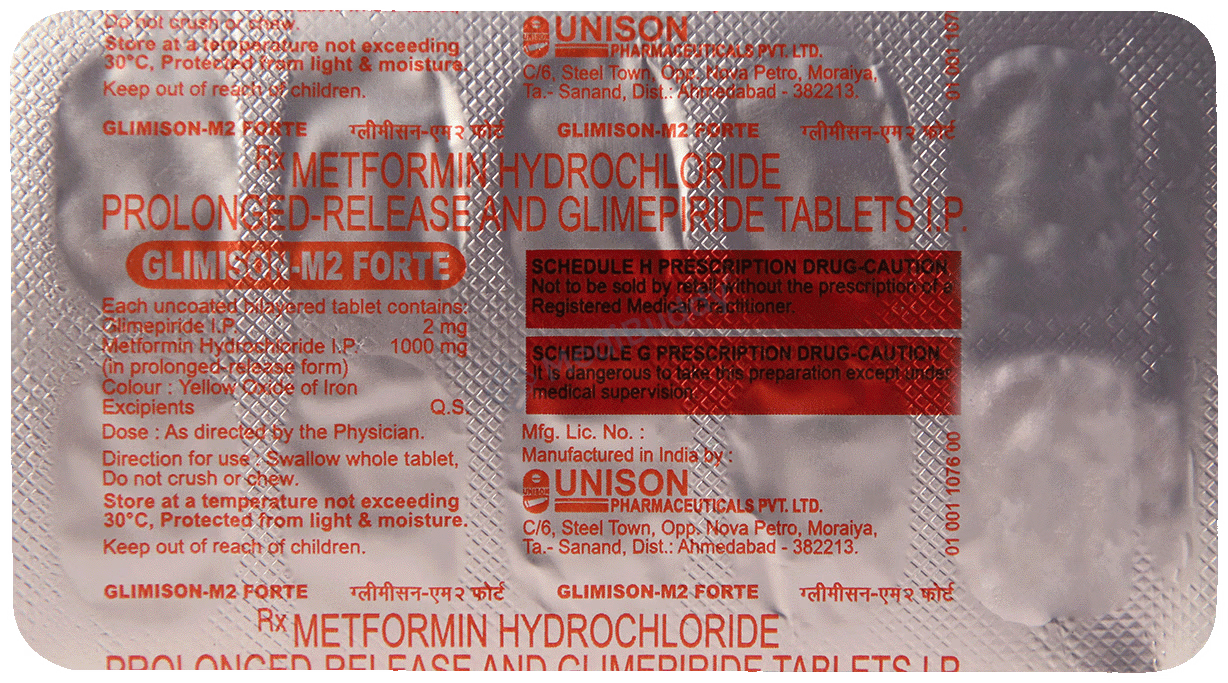 Do not crush or chew.
Store at a temperature not exceeding
30°C, Protected from light & moisture.
Keep out of reach of children.
UNISON
PHARMACEUTICALS PVT. LTD.
C/6, Steel Town, Opp. Nova Petro, Moraiya,
Ta.- Sanand, Dist.: Ahmedabad - 382213.
GLIMISON-M2 FORTE ग्लीमीसन-एम२ फोर्ट GLIMISON-M2 FORTE ग्लीमीसन-एम२ फोर्ट
Rx METFORMIN HYDROCHLORIDE
PROLONGED-RELEASE AND GLIMEPIRIDE TABLETS I.P.
GLIMISON-M2 FORTE
Each uncoated bilayered tablet contains:
Glimepiride I.P. 2 mg
Metformin Hydrochloride I.P. 1000 mg
(in prolonged-release form)
Colour : Yellow Oxide of Iron
Excipients Q.S.
Dose : As directed by the Physician.
Direction for use : Swallow whole tablet,
Do not crush or chew.
Store at a temperature not exceeding
30°C, Protected from light & moisture.
Keep out of reach of children.
SCHEDULE H PRESCRIPTION DRUG-CAUTION
Not to be sold by retail without the prescription of a
Registered Medical Practitioner.
SCHEDULE G PRESCRIPTION DRUG-CAUTION
It is dangerous to take this preparation except under
medical supervision.
Mfg. Lic. No. :
Manufactured in India by :
UNISON
UNISON
PHARMACEUTICALS PVT. LTD.
C/6, Steel Town, Opp. Nova Petro, Moraiya,
Ta.- Sanand, Dist.: Ahmedabad - 382213.
01 001 1076 00
GLIMISON-M2 FORTE ग्लीमीसन-एम२ फोर्ट GLIMISON-M2 FORTE ग्लीमीसन-एम२ फोर्ट
Rx METFORMIN HYDROCHLORIDE
PROLONGED-RELEASE AND GLIMEPIRIDE TABLETS I.P.